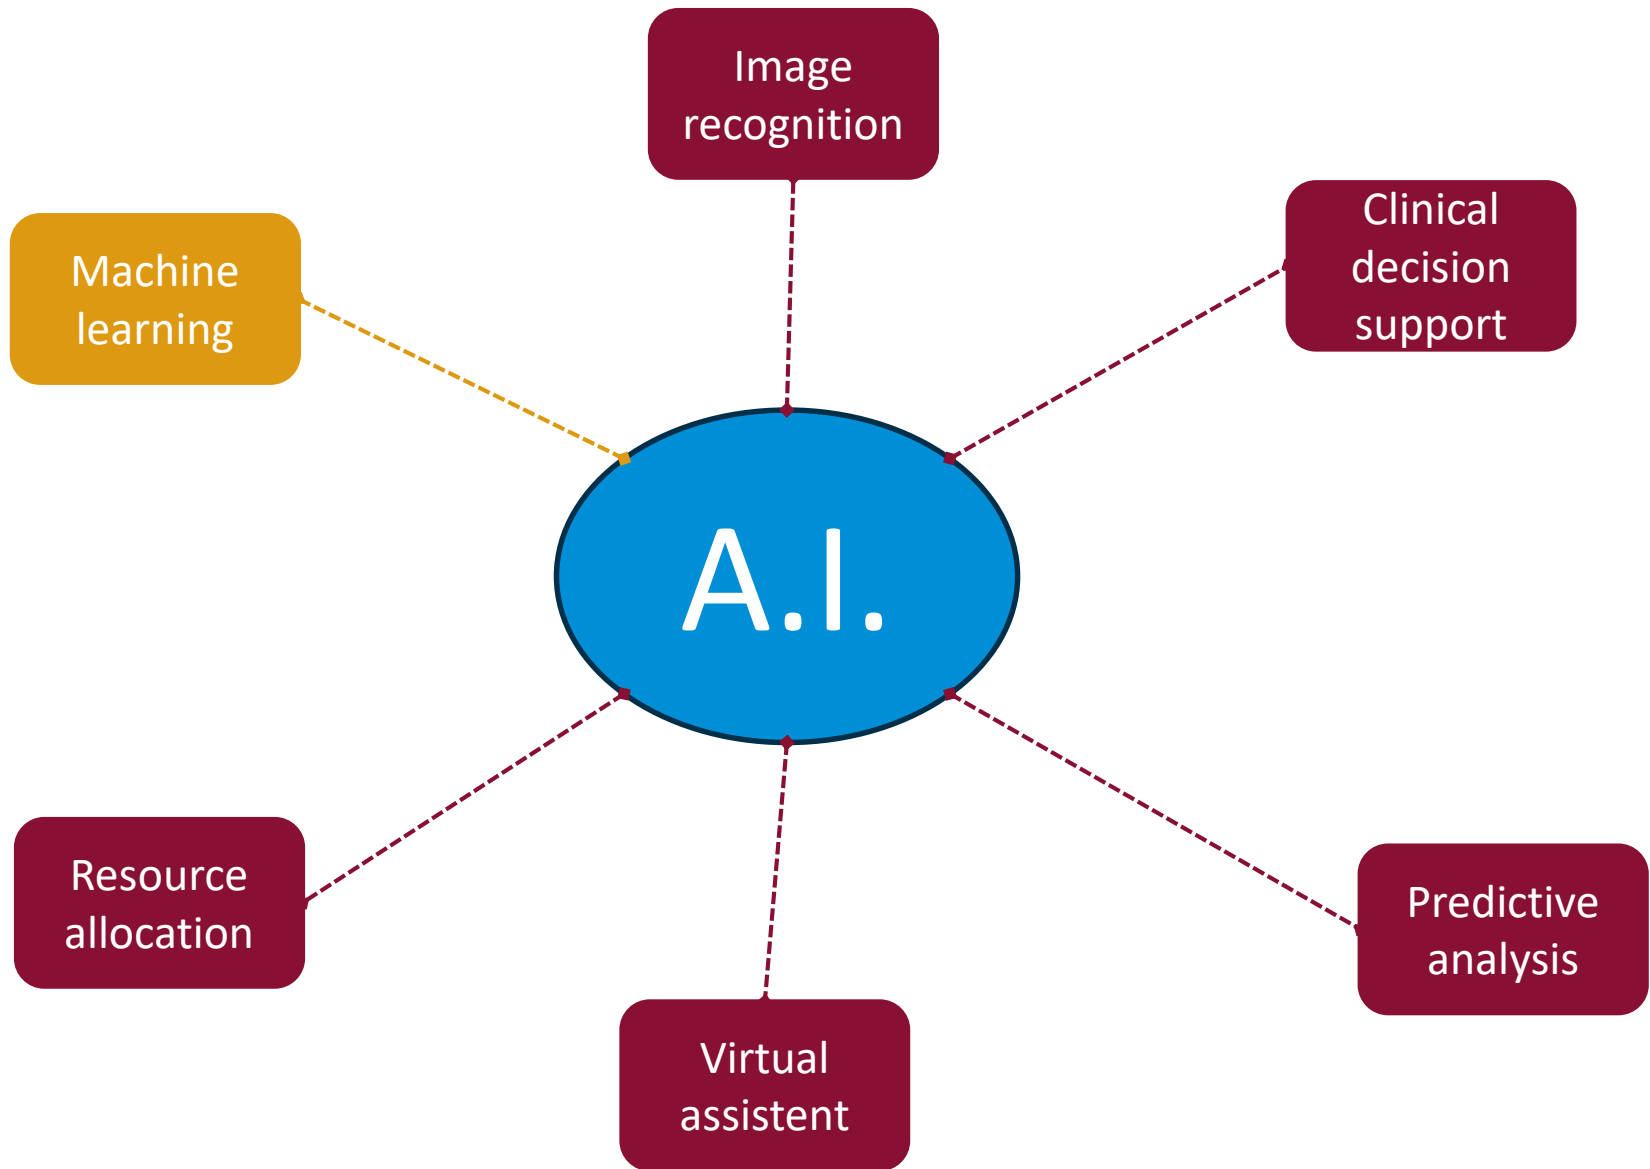 Image
recognition
Clinical
decision
support
Machine
learning
A.I.
Resource
allocation
Predictive
analysis
Virtual
assistent